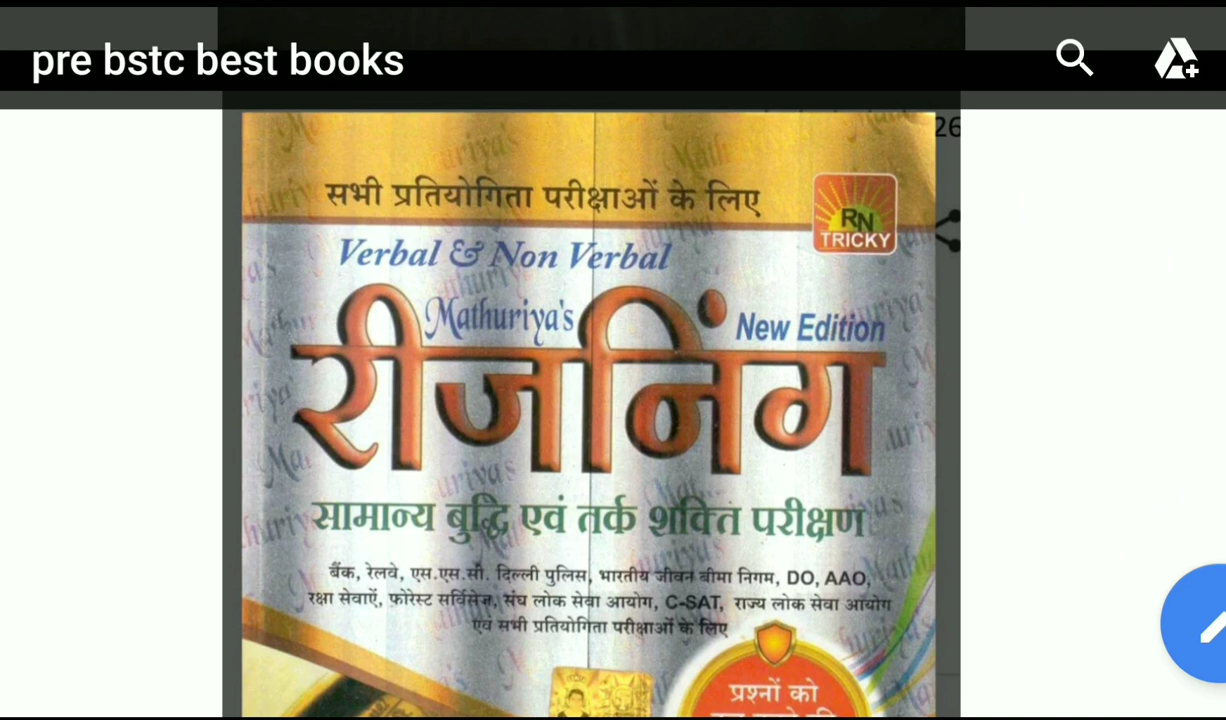 pre bstc best books
26
सभी प्रतियोगिता परीक्षाओं के लिए
RN
TRICKY
Verbal & Non Verbal
Mathuriya's
New Edition
रीजनिंग
सामान्य बुद्धि एवं तर्क शक्ति परीक्षण
बैंक, रेलवे, एस.एस.सी. दिल्ली पुलिस, भारतीय जीवन बीमा निगम, DO, AAO,
रक्षा सेवाऐं, फोरेस्ट सर्विसेज, संघ लोक सेवा आयोग, C-SAT, राज्य लोक सेवा आयोग
एवं सभी प्रतियोगिता परीक्षाओं के लिए
प्रश्नों को